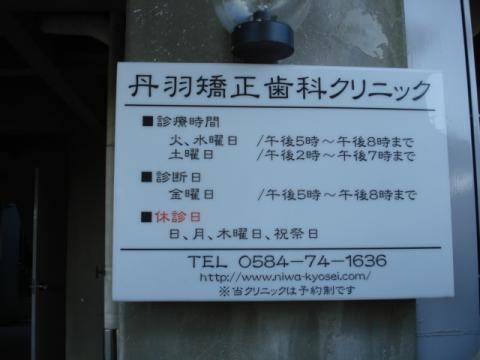 丹羽矯正歯科クリニック
■診療時間
火、水曜日 /午後5時〜午後8時まで
土曜日 /午後2時〜午後7時まで
■診断日
金曜日 /午後5時〜午後8時まで
■休診日
日、月、木曜日、祝祭日
TEL 0584-74-1636
http://www.niwa-kyosei.com/
※当クリニックは予約制です